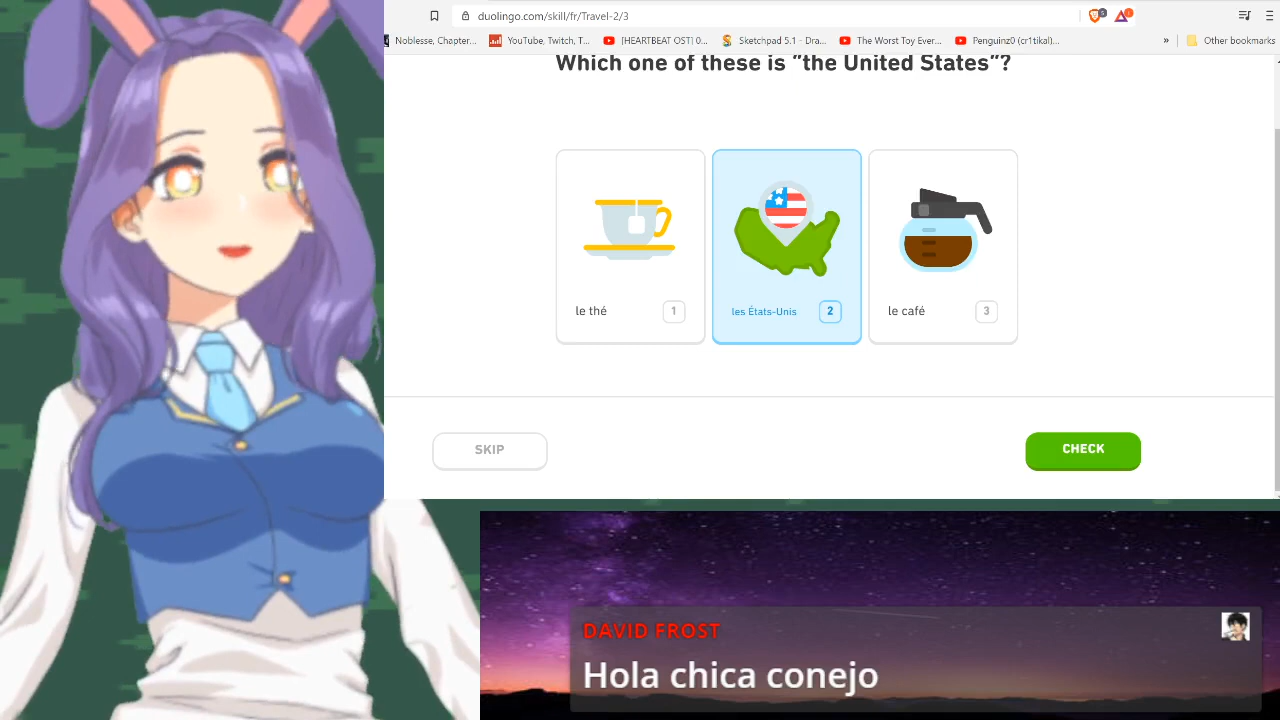 duolingo.com/skill/fr/Travel-2/3
Noblesse, Chapter... YouTube, Twitch, T... [HEARTBEAT OST] 0... Sketchpad 5.1 - Dra... The Worst Toy Ever... Penguinz0 (cr1tikal)... » Other bookmarks
Which one of these is "the United States"?
le thé 1
les États-Unis 2
le café 3
SKIP
CHECK
DAVID FROST
Hola chica conejo